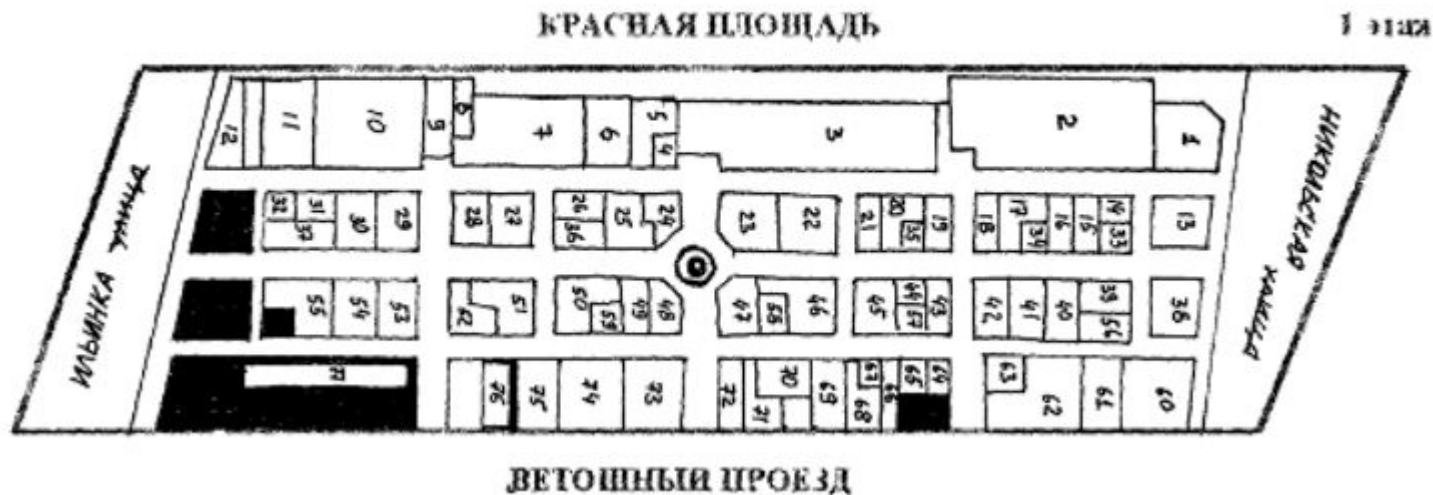 КРАСНАЯ ПЛОЩАДЬ
1 этаж
НИКОЛЬСКАЯ УЛИЦА
ИЛЬИНКА УЛИЦА
12 11 10 9 8 7 6 5 4 3 2 1
32 31 37 30 29 28 27 26 36 25 24 23 22 21 20 35 19 18 17 34 16 15 14 33 13
55 54 53 52 51 50 59 49 48 47 58 46 45 44 57 43 42 41 40 39 56 38
77 76 75 74 73 72 71 70 69 68 67 66 65 64 63 62 61 60
ВЕТОШНЫЙ ПРОЕЗД